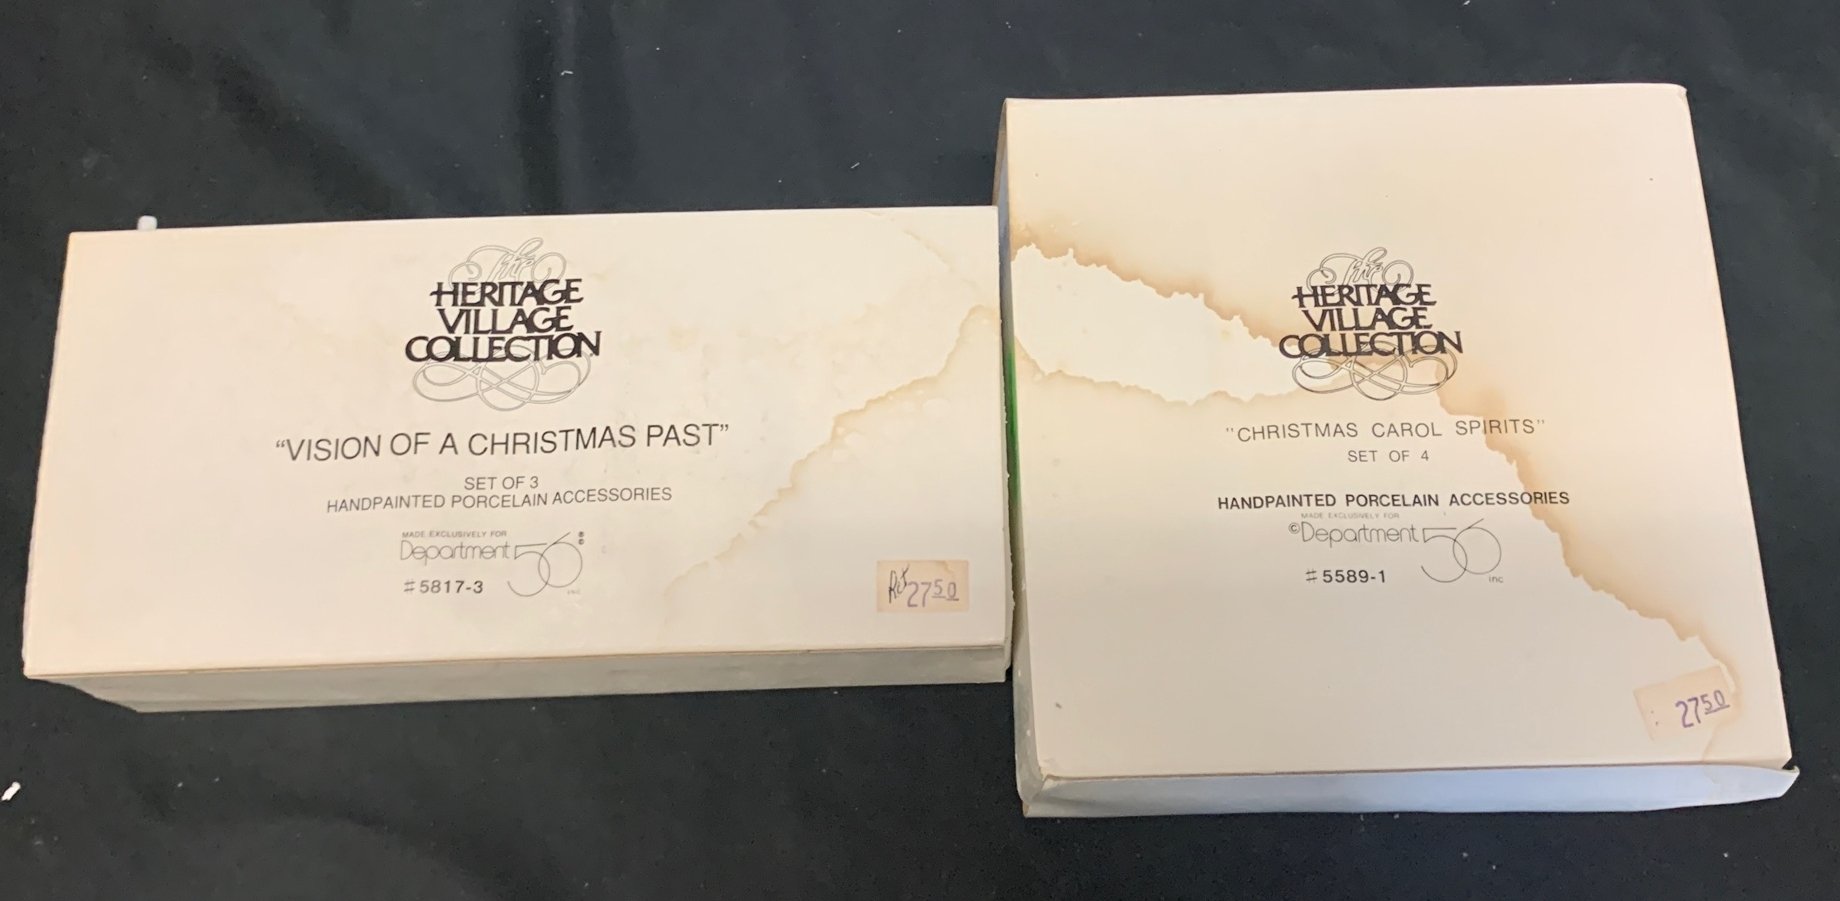 The
HERITAGE
VILLAGE
COLLECTION
“VISION OF A CHRISTMAS PAST”
SET OF 3
HANDPAINTED PORCELAIN ACCESSORIES
MADE EXCLUSIVELY FOR
Department 56 ®
©
#5817-3
INC
27.50
The
HERITAGE
VILLAGE
COLLECTION
"CHRISTMAS CAROL SPIRITS"
SET OF 4
HANDPAINTED PORCELAIN ACCESSORIES
MADE EXCLUSIVELY FOR
©Department 56
#5589-1
inc
27.50